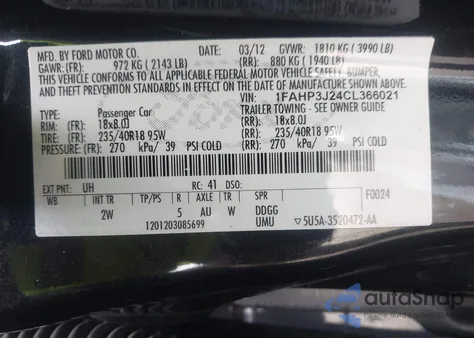 MFD. BY FORD MOTOR CO. 03/12 GVWR: 1810 KG ( 3990 LB)
GAWR: (FR): 972 KG ( 2143 LB) (RR): 880 KG ( 1940 LB)
THIS VEHICLE CONFORMS TO ALL APPLICABLE FEDERAL MOTOR VEHICLE SAFETY, BUMPER,
AND THEFT PREVENTION STANDARDS IN EFFECT ON THE DATE OF MANUFACTURE SHOWN ABOVE.
VIN: 1FAHP3J24CL366021
TYPE: Passenger Car TRAILER TOWING - SEE OWNER GUIDE
RIM: (FR): 18x8.0J (RR): 18x8.0J
TIRE: (FR): 235/40R18 95W (RR): 235/40R18 95W
PRESSURE: (FR): 270 kPa/ 39 PSI COLD (RR): 270 kPa/ 39 PSI COLD
EXT PNT: UH RC: 41 DSO: F0024
WB INT TR TP/PS R AXLE TR SPR
2W 5 AU W DDGG
1201203085699 UMU ▽5U5A-3520472-AA
autoSnap